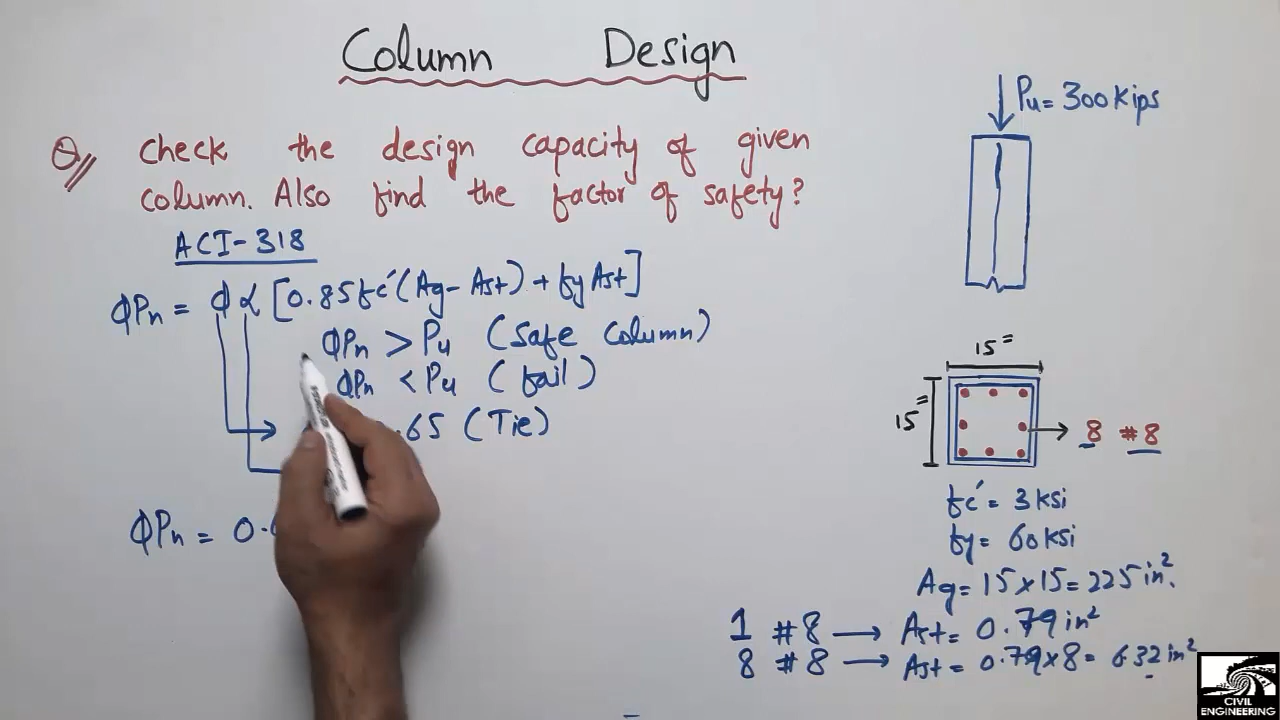 Column Design
Q// Check the design capacity of given
column. Also find the factor of safety?
ACI-318
ϕPn = ϕ α [0.85fc′(Ag-Ast) + fy Ast]
ϕPn > Pu (Safe Column)
ϕPn < Pu (fail)
.65 (Tie)
ϕPn = 0.
Pu = 300 Kips
15"
15"
8 #8
fc′ = 3 ksi
fy = 60 ksi
Ag = 15 x 15 = 225 in².
1 #8 → Ast = 0.79 in²
8 #8 → Ast = 0.79 x 8 = 6.32 in²
CIVIL
ENGINEERING